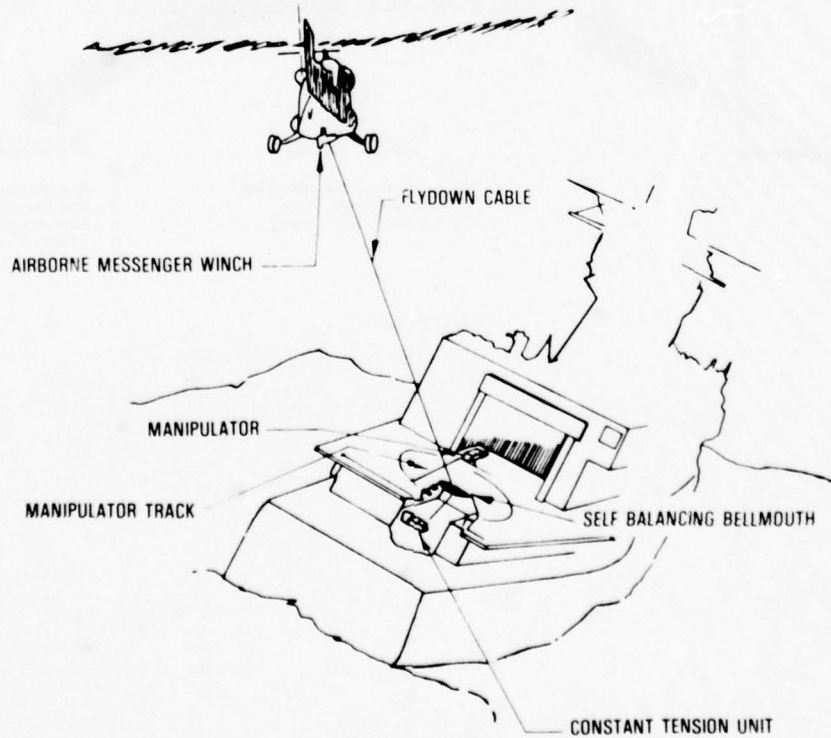 FLYDOWN CABLE
AIRBORNE MESSENGER WINCH
MANIPULATOR
MANIPULATOR TRACK
SELF BALANCING BELLMOUTH
CONSTANT TENSION UNIT